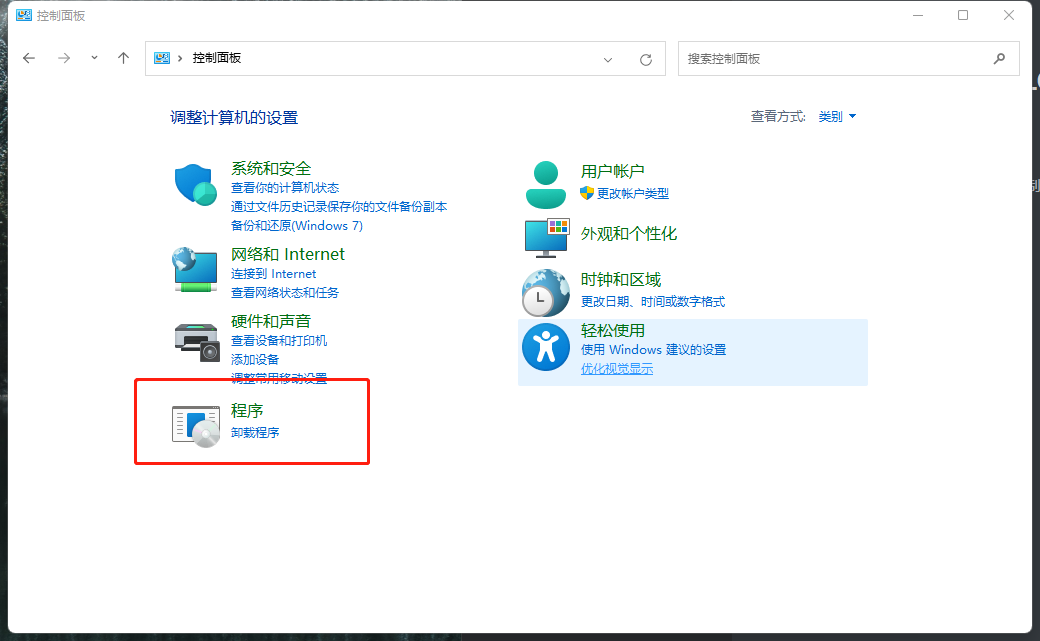 控制面板
控制面板
搜索控制面板
调整计算机的设置
查看方式: 类别
系统和安全
查看你的计算机状态
通过文件历史记录保存你的文件备份副本
备份和还原(Windows 7)
网络和 Internet
连接到 Internet
查看网络状态和任务
硬件和声音
查看设备和打印机
添加设备
调整常用移动设置
程序
卸载程序
用户帐户
更改帐户类型
外观和个性化
时钟和区域
更改日期、时间或数字格式
轻松使用
使用 Windows 建议的设置
优化视觉显示